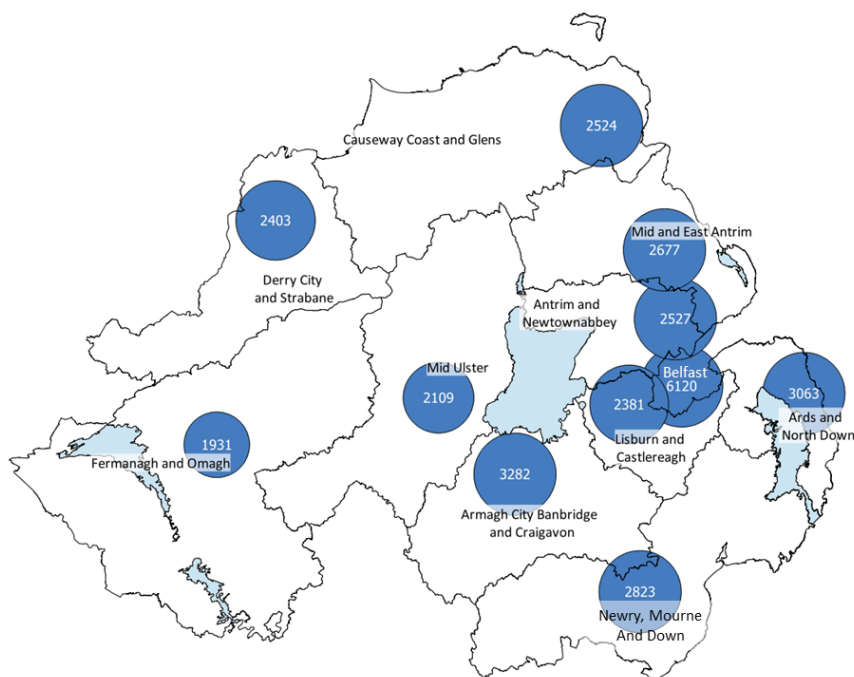 2524
Causeway Coast and Glens
2403
Mid and East Antrim
2677
Derry City
and Strabane
Antrim and
Newtownabbey
2527
Mid Ulster
2109
Belfast
6120
2381
Lisburn and
Castlereagh
3063
Ards and
North Down
1931
Fermanagh and Omagh
3282
Armagh City Banbridge
and Craigavon
2823
Newry, Mourne
And Down